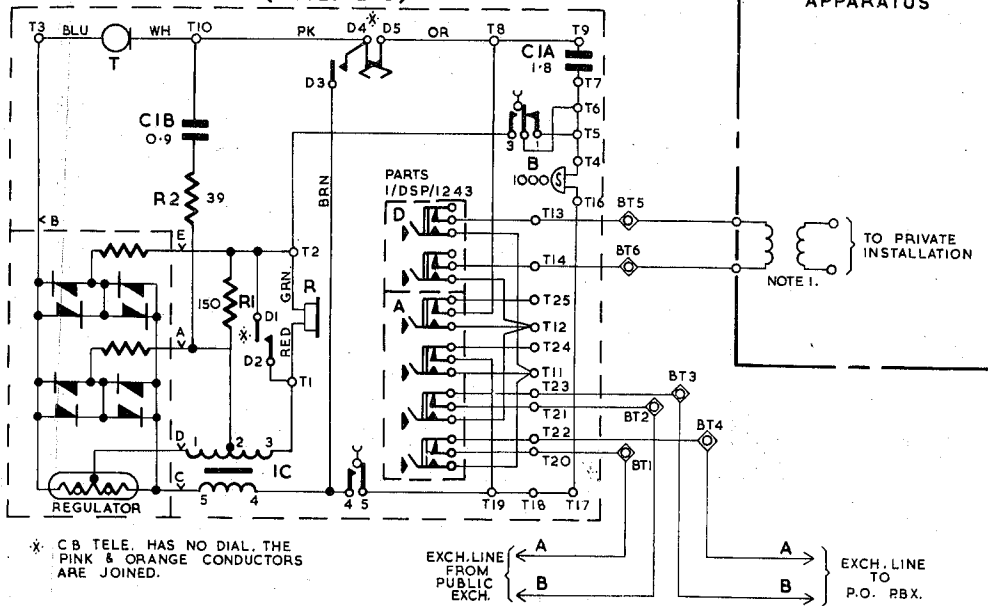 APPARATUS
T3
BLU
WH
T10
PK
D4
D5
OR
T8
T9
T
D3
C1A
1·8
T7
T6
T5
3
1
B
1000
S
T4
T16
C1B
0·9
R2
39
BRN
PARTS
1/DSP/1243
D
T13
BT5
T14
BT6
TO PRIVATE
INSTALLATION
NOTE 1.
B
E
T2
GRN
R
150
R1
D1
D2
RED
T1
A
A
T25
T12
T24
T11
T23
T21
T22
T20
BT3
BT2
BT4
BT1
D
1
2
3
1C
C
5
4
4
5
REGULATOR
T19
T18
T17
C B TELE. HAS NO DIAL. THE
PINK & ORANGE CONDUCTORS
ARE JOINED.
EXCH. LINE
FROM
PUBLIC
EXCH.
A
B
A
B
EXCH. LINE
TO
P.O. PBX.